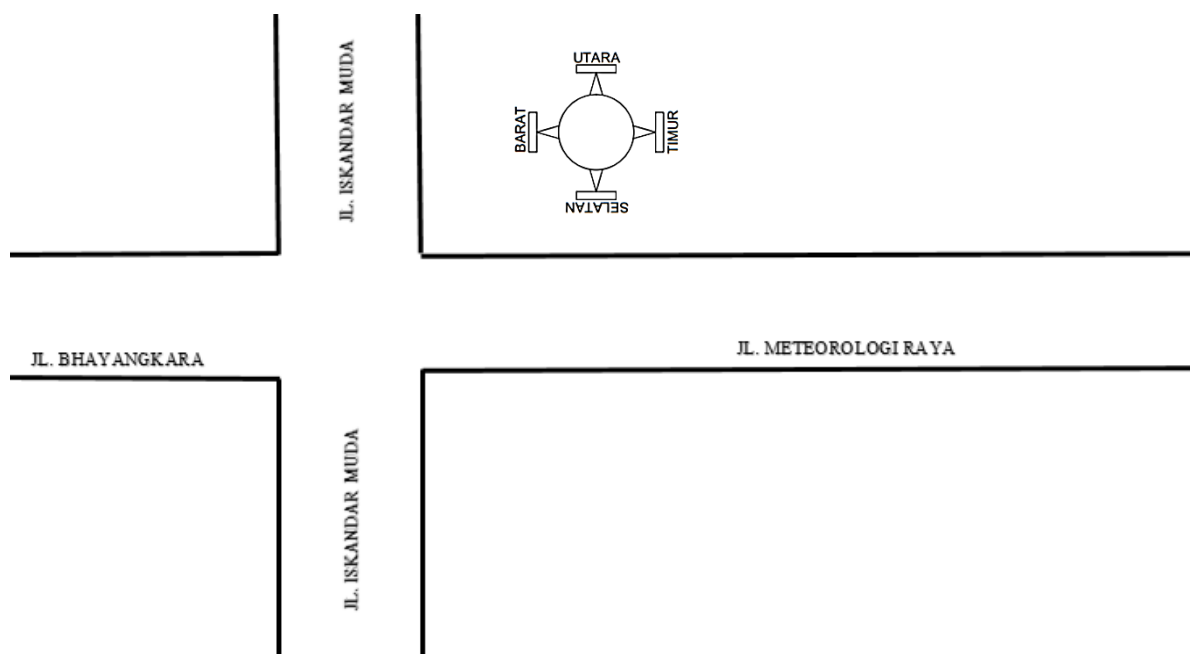 JL. ISKANDAR MUDA
UTARA
BARAT
TIMUR
SELATAN
JL. BHAYANGKARA
JL. METEOROLOGI RAYA
JL. ISKANDAR MUDA